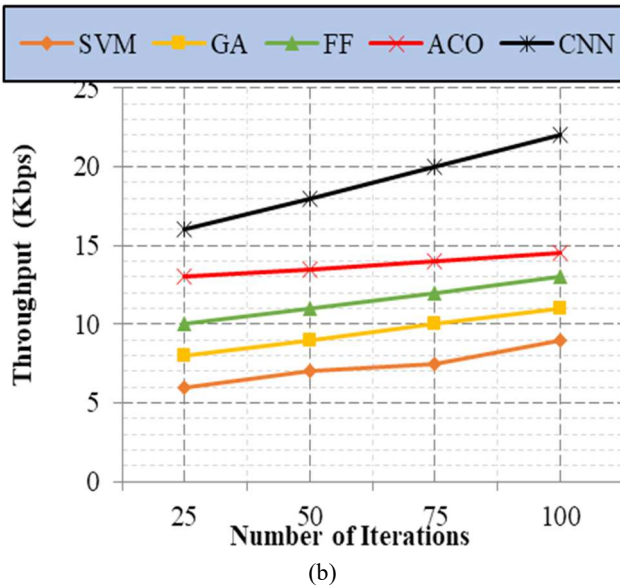 SVM GA FF ACO CNN
25
20
15
10
5
0
Throughput (Kbps)
25 50 75 100
Number of Iterations
(b)